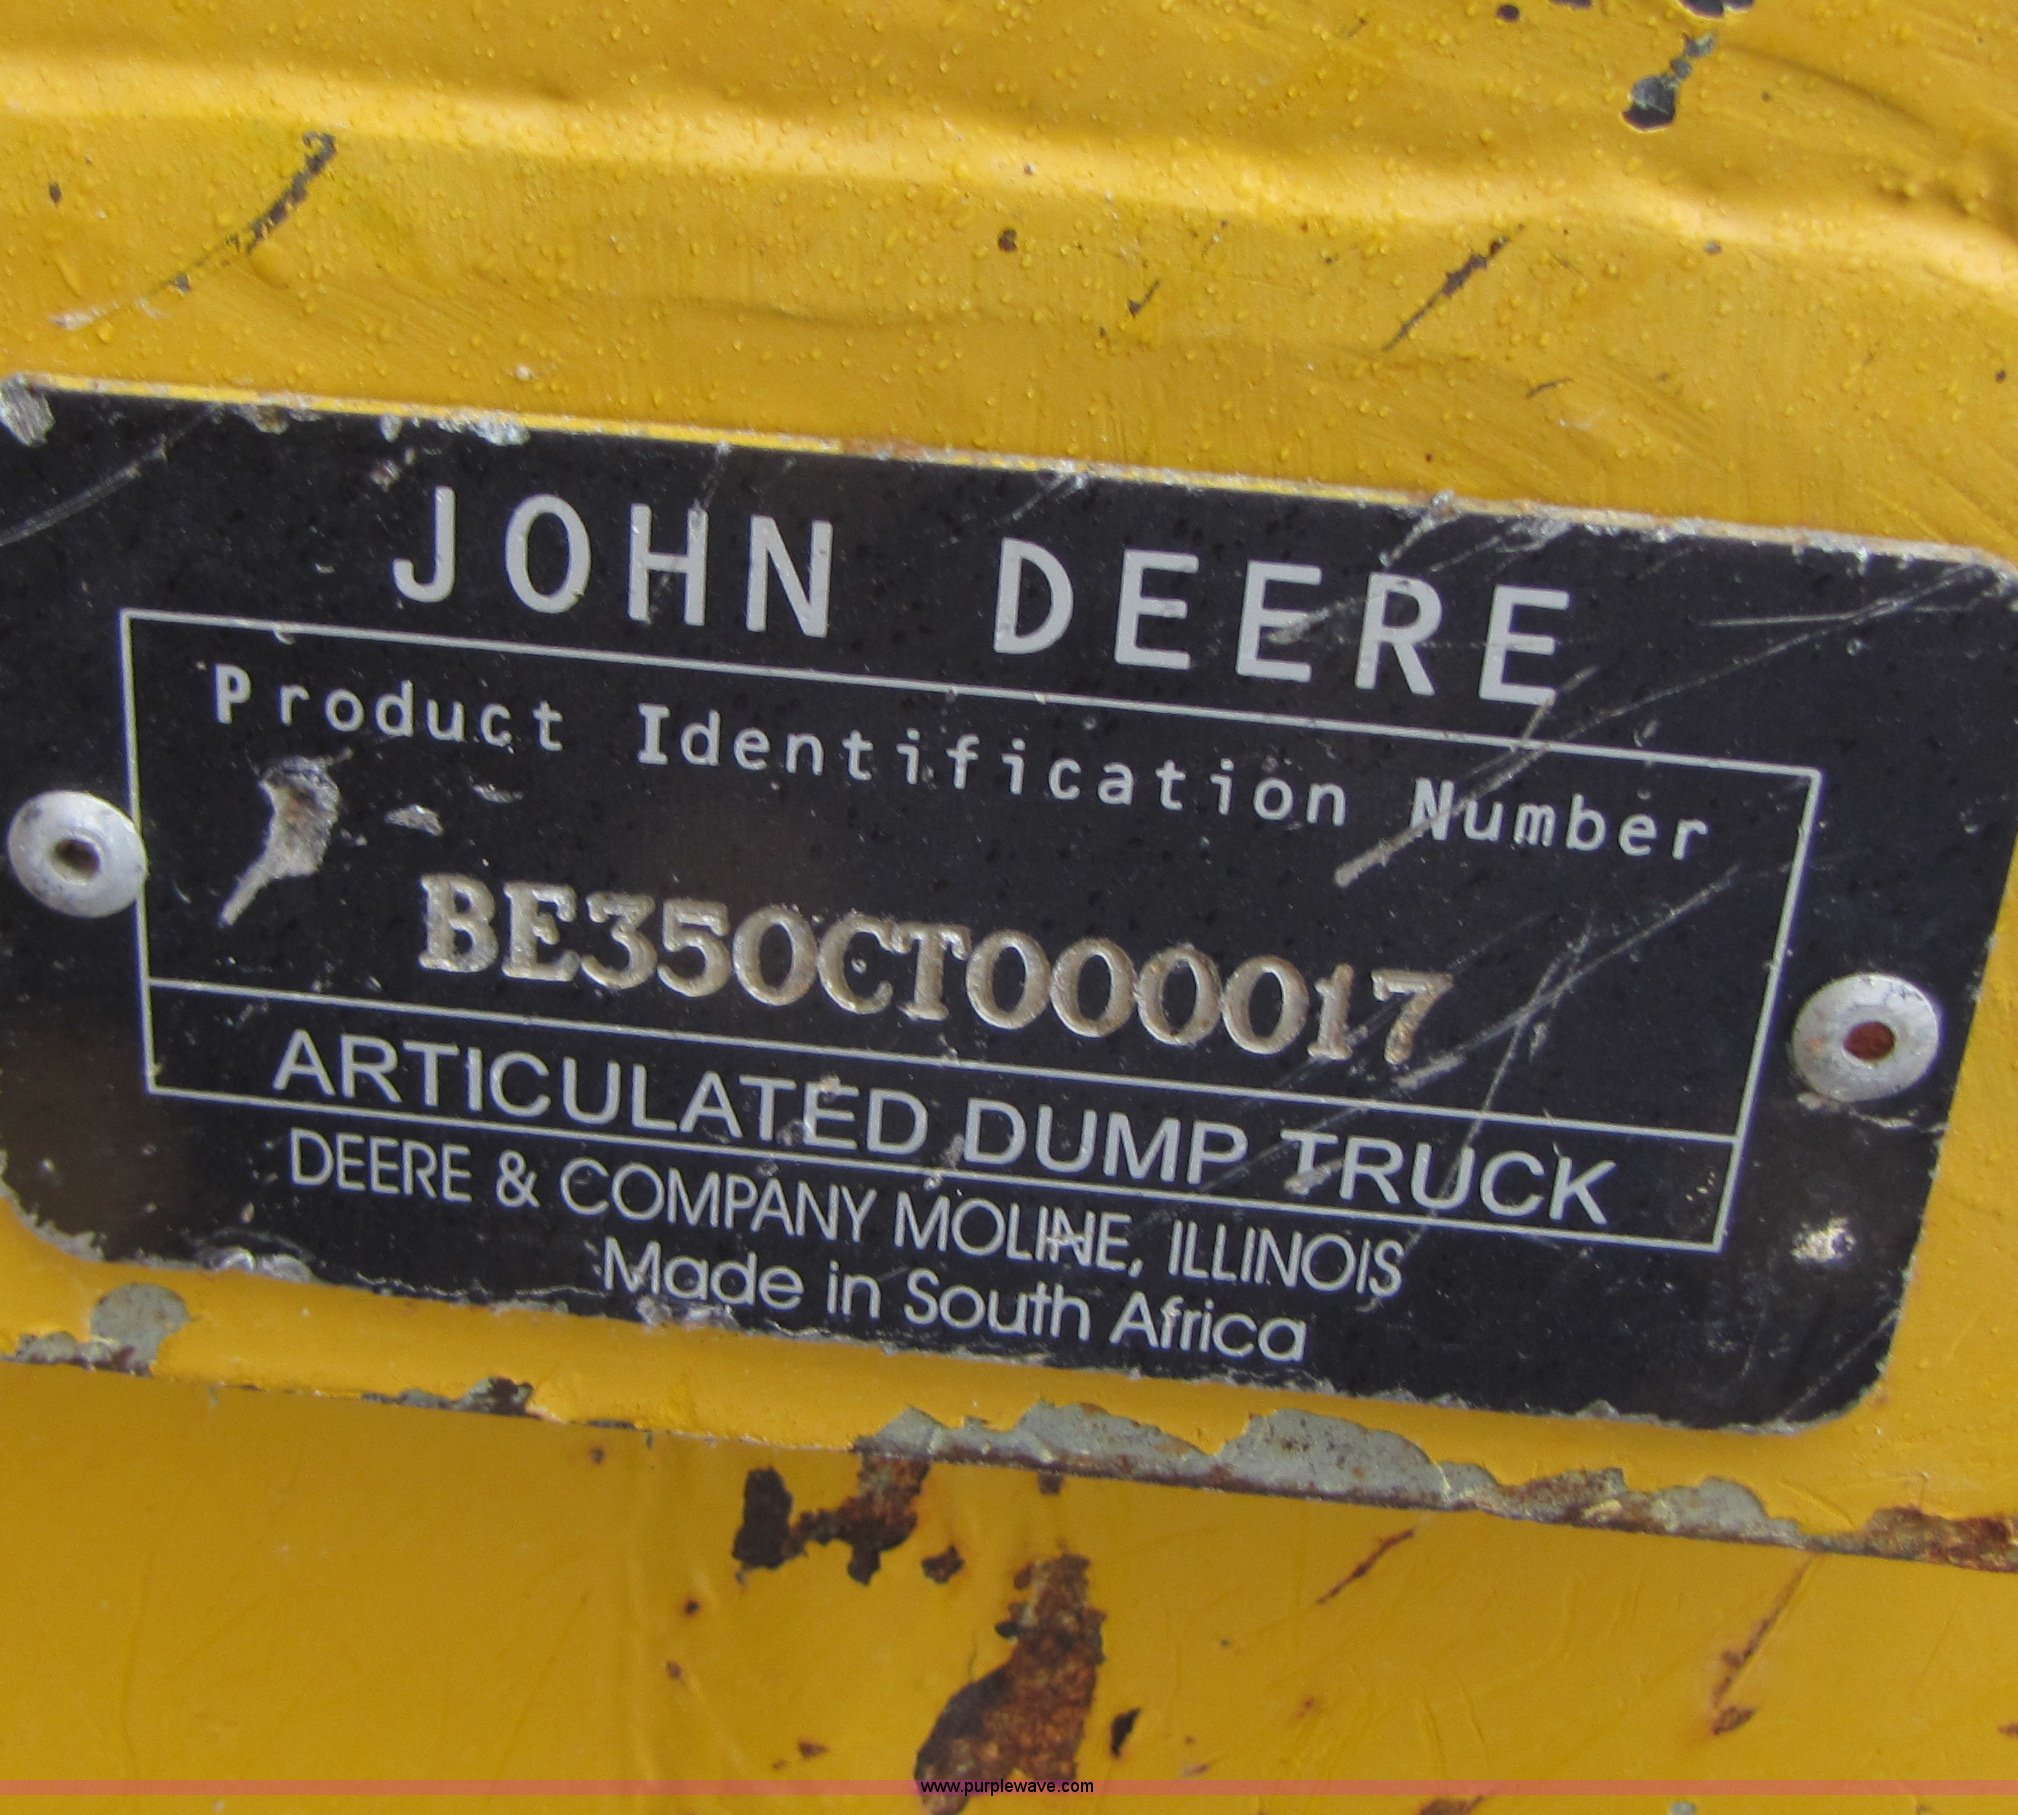 JOHN DEERE
Product Identification Number
BE350CT000017
ARTICULATED DUMP TRUCK
DEERE & COMPANY MOLINE, ILLINOIS
Made in South Africa
www.purplewave.com